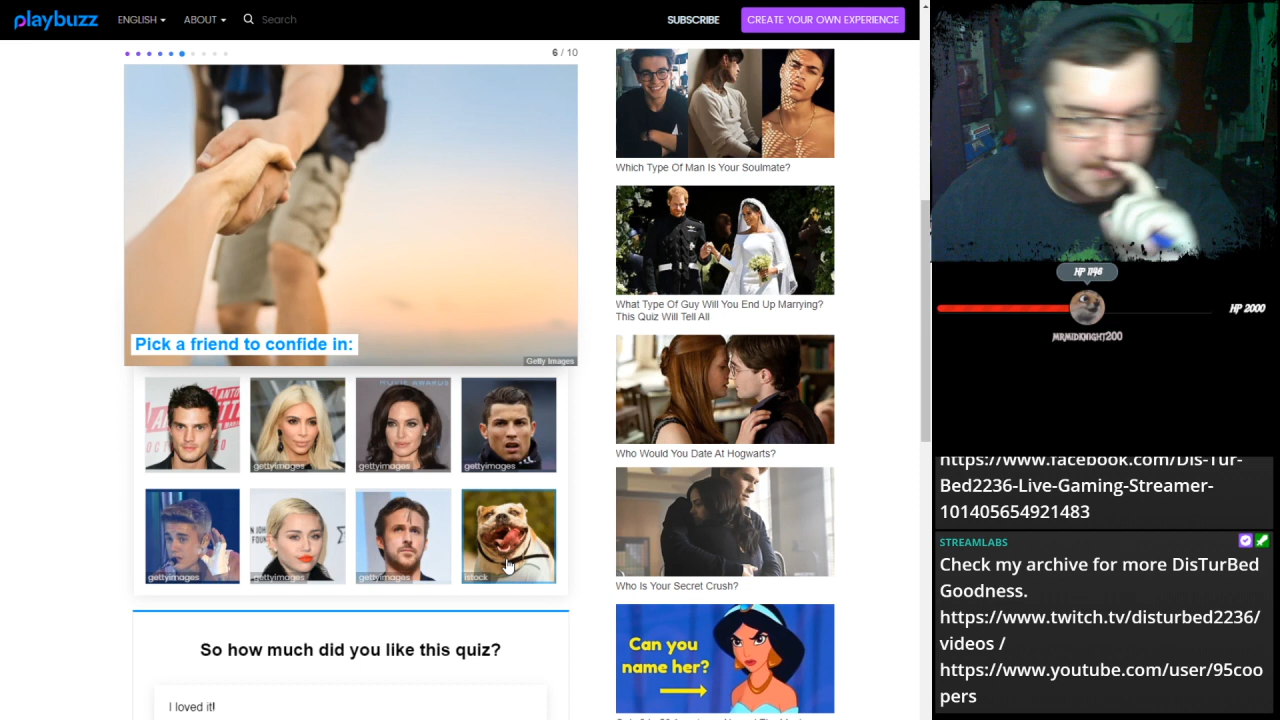 playbuzz
ENGLISH
ABOUT
Search
SUBSCRIBE
CREATE YOUR OWN EXPERIENCE
6 / 10
Pick a friend to confide in:
Getty Images
gettyimages
gettyimages
gettyimages
gettyimages
gettyimages
gettyimages
gettyimages
iStock
So how much did you like this quiz?
I loved it!
Which Type Of Man Is Your Soulmate?
What Type Of Guy Will You End Up Marrying?
This Quiz Will Tell All
Who Would You Date At Hogwarts?
Who Is Your Secret Crush?
Can you
name her?
HP 1146
HP 2000
MRMIDKNIGHT200
https://www.facebook.com/Dis-Tur-
Bed2236-Live-Gaming-Streamer-
101405654921483
STREAMLABS
Check my archive for more DisTurBed
Goodness.
https://www.twitch.tv/disturbed2236/
videos /
https://www.youtube.com/user/95coo
pers